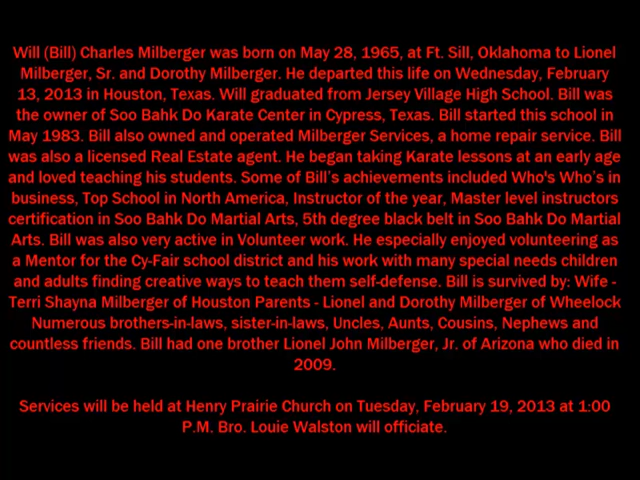 Will (Bill) Charles Milberger was born on May 28, 1965, at Ft. Sill, Oklahoma to Lionel
Milberger, Sr. and Dorothy Milberger. He departed this life on Wednesday, February
13, 2013 in Houston, Texas. Will graduated from Jersey Village High School. Bill was
the owner of Soo Bahk Do Karate Center in Cypress, Texas. Bill started this school in
May 1983. Bill also owned and operated Milberger Services, a home repair service. Bill
was also a licensed Real Estate agent. He began taking Karate lessons at an early age
and loved teaching his students. Some of Bill's achievements included Who's Who's in
business, Top School in North America, Instructor of the year, Master level instructors
certification in Soo Bahk Do Martial Arts, 5th degree black belt in Soo Bahk Do Martial
Arts. Bill was also very active in Volunteer work. He especially enjoyed volunteering as
a Mentor for the Cy-Fair school district and his work with many special needs children
and adults finding creative ways to teach them self-defense. Bill is survived by: Wife -
Terri Shayna Milberger of Houston Parents - Lionel and Dorothy Milberger of Wheelock
Numerous brothers-in-laws, sister-in-laws, Uncles, Aunts, Cousins, Nephews and
countless friends. Bill had one brother Lionel John Milberger, Jr. of Arizona who died in
2009.
Services will be held at Henry Prairie Church on Tuesday, February 19, 2013 at 1:00
P.M. Bro. Louie Walston will officiate.